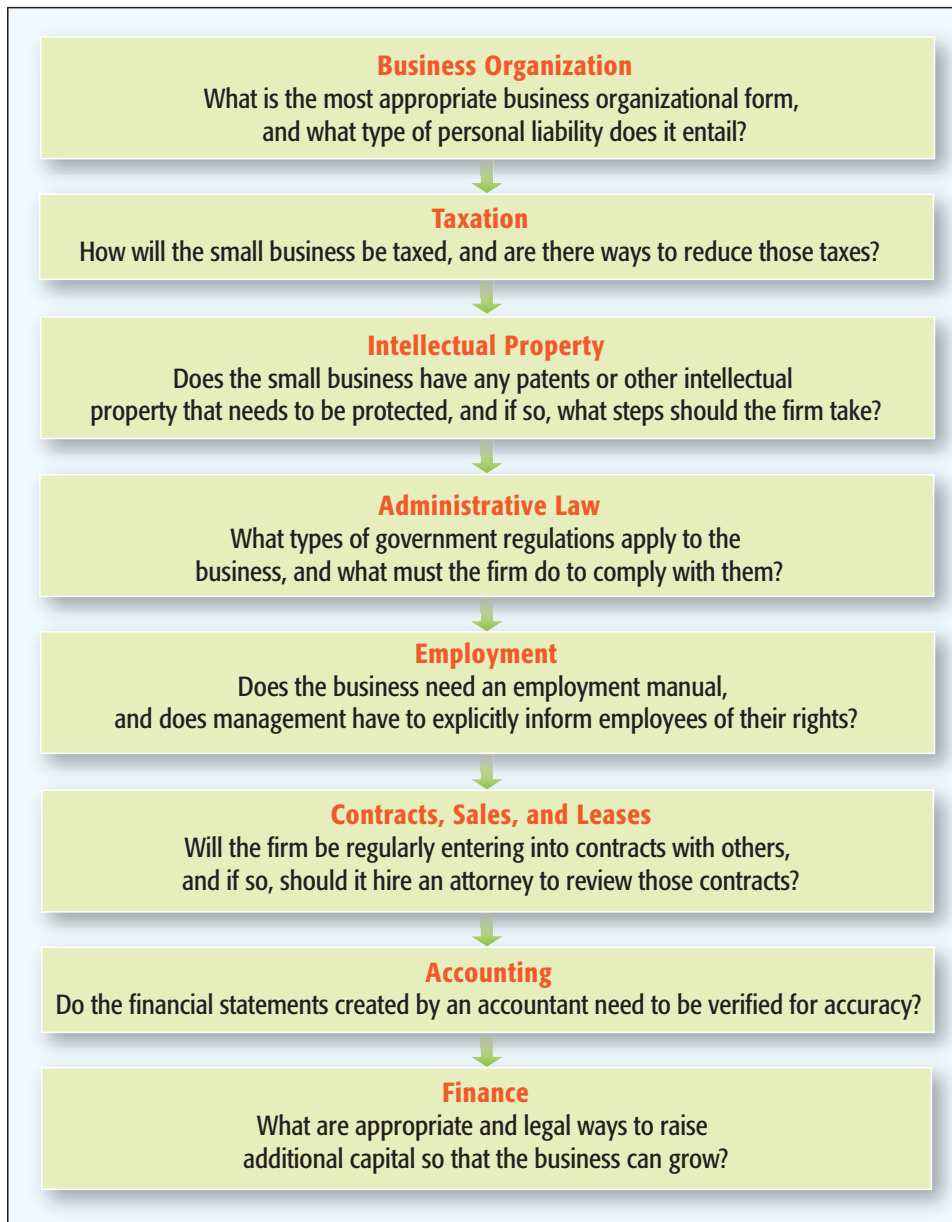 Business Organization
What is the most appropriate business organizational form,
and what type of personal liability does it entail?
Taxation
How will the small business be taxed, and are there ways to reduce those taxes?
Intellectual Property
Does the small business have any patents or other intellectual
property that needs to be protected, and if so, what steps should the firm take?
Administrative Law
What types of government regulations apply to the
business, and what must the firm do to comply with them?
Employment
Does the business need an employment manual,
and does management have to explicitly inform employees of their rights?
Contracts, Sales, and Leases
Will the firm be regularly entering into contracts with others,
and if so, should it hire an attorney to review those contracts?
Accounting
Do the financial statements created by an accountant need to be verified for accuracy?
Finance
What are appropriate and legal ways to raise
additional capital so that the business can grow?